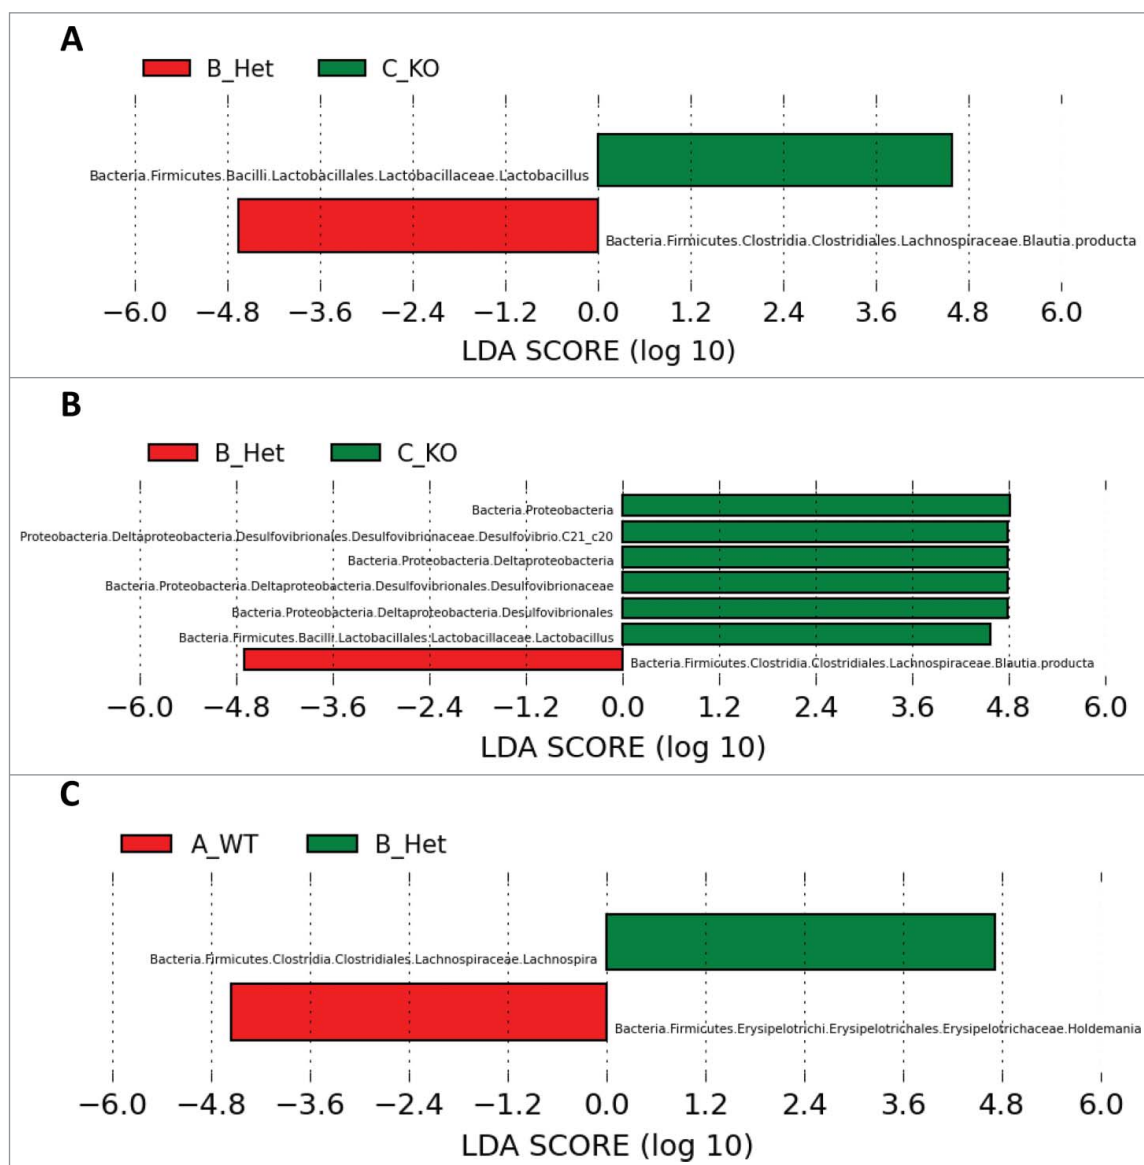 A
B_Het C_KO
Bacteria.Firmicutes.Bacilli.Lactobacillales.Lactobacillaceae.Lactobacillus
Bacteria.Firmicutes.Clostridia.Clostridiales.Lachnospiraceae.Blautia.producta
−6.0 −4.8 −3.6 −2.4 −1.2 0.0 1.2 2.4 3.6 4.8 6.0
LDA SCORE (log 10)
B
B_Het C_KO
Bacteria.Proteobacteria
Proteobacteria.Deltaproteobacteria.Desulfovibrionales.Desulfovibrionaceae.Desulfovibrio.C21_c20
Bacteria.Proteobacteria.Deltaproteobacteria
Bacteria.Proteobacteria.Deltaproteobacteria.Desulfovibrionales.Desulfovibrionaceae
Bacteria.Proteobacteria.Deltaproteobacteria.Desulfovibrionales
Bacteria.Firmicutes.Bacilli.Lactobacillales.Lactobacillaceae.Lactobacillus
Bacteria.Firmicutes.Clostridia.Clostridiales.Lachnospiraceae.Blautia.producta
−6.0 −4.8 −3.6 −2.4 −1.2 0.0 1.2 2.4 3.6 4.8 6.0
LDA SCORE (log 10)
C
A_WT B_Het
Bacteria.Firmicutes.Clostridia.Clostridiales.Lachnospiraceae.Lachnospira
Bacteria.Firmicutes.Erysipelotrichi.Erysipelotrichales.Erysipelotrichaceae.Holdemania
−6.0 −4.8 −3.6 −2.4 −1.2 0.0 1.2 2.4 3.6 4.8 6.0
LDA SCORE (log 10)